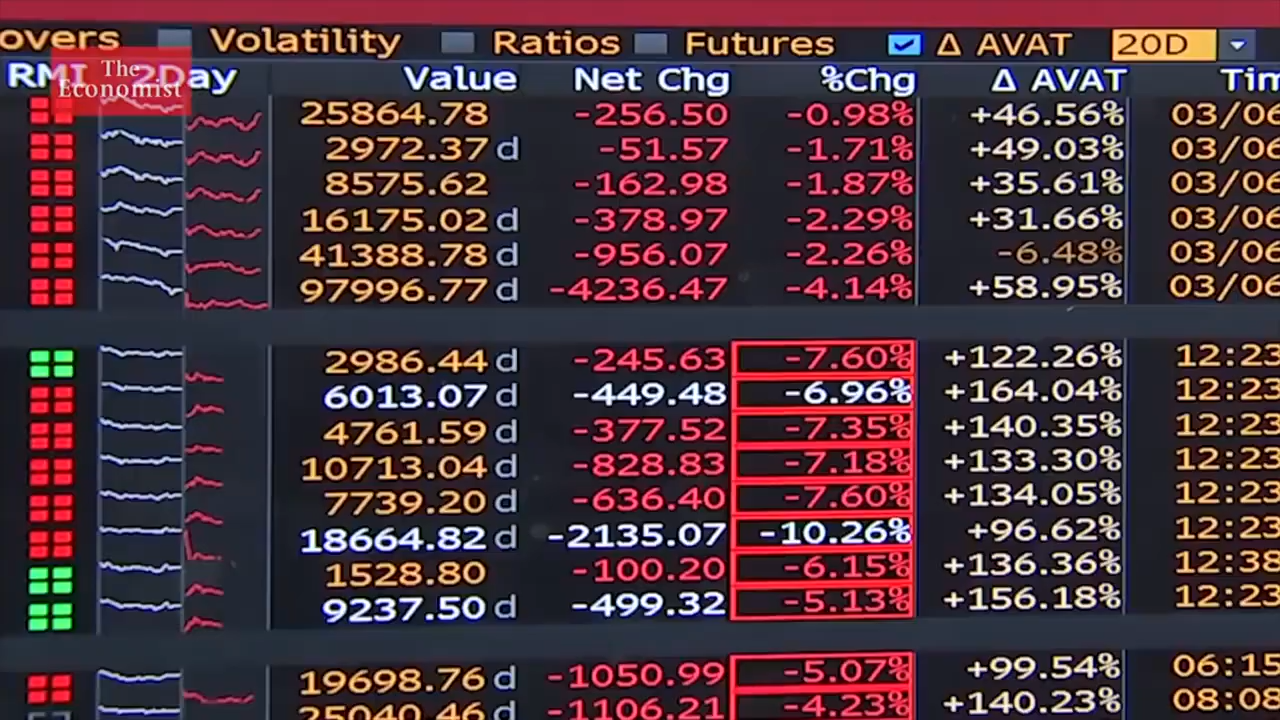 overs Volatility Ratios Futures Δ AVAT 20D
The
Economist
RMI 2Day Value Net Chg %Chg Δ AVAT Tim
25864.78 -256.50 -0.98% +46.56% 03/06
2972.37 d -51.57 -1.71% +49.03% 03/06
8575.62 -162.98 -1.87% +35.61% 03/06
16175.02 d -378.97 -2.29% +31.66% 03/06
41388.78 d -956.07 -2.26% -6.48% 03/06
97996.77 d -4236.47 -4.14% +58.95% 03/06
2986.44 d -245.63 -7.60% +122.26% 12:23
6013.07 d -449.48 -6.96% +164.04% 12:23
4761.59 d -377.52 -7.35% +140.35% 12:23
10713.04 d -828.83 -7.18% +133.30% 12:23
7739.20 d -636.40 -7.60% +134.05% 12:23
18664.82 d -2135.07 -10.26% +96.62% 12:23
1528.80 -100.20 -6.15% +136.36% 12:38
9237.50 d -499.32 -5.13% +156.18% 12:23
19698.76 d -1050.99 -5.07% +99.54% 06:15
25040.46 d -1106.21 -4.23% +140.23% 08:08